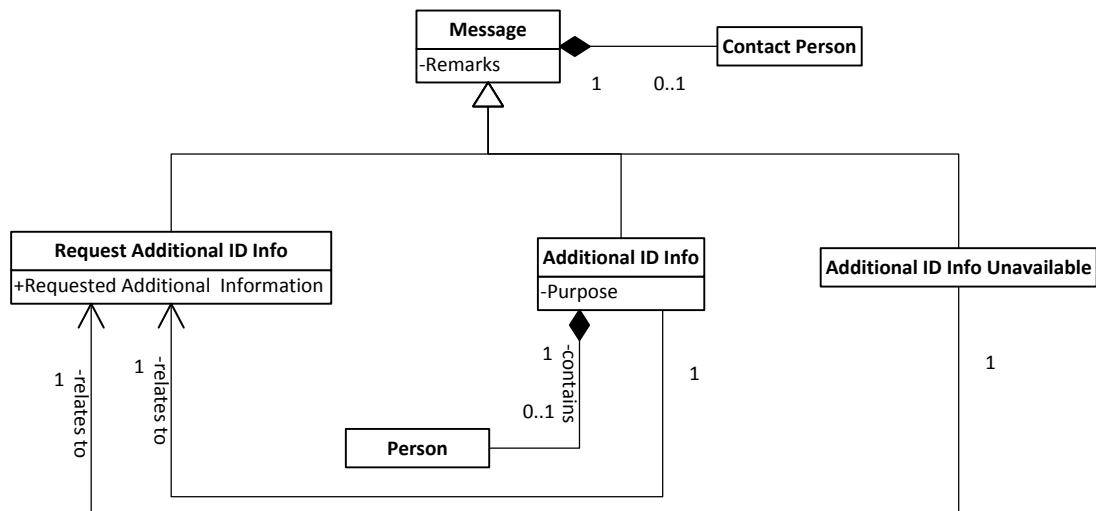 Message
-Remarks
Contact Person
1
0..1
Request Additional ID Info
+Requested Additional  Information
Additional ID Info
-Purpose
Additional ID Info Unavailable
1
-relates to
1
-relates to
1
-contains
0..1
1
1
Person